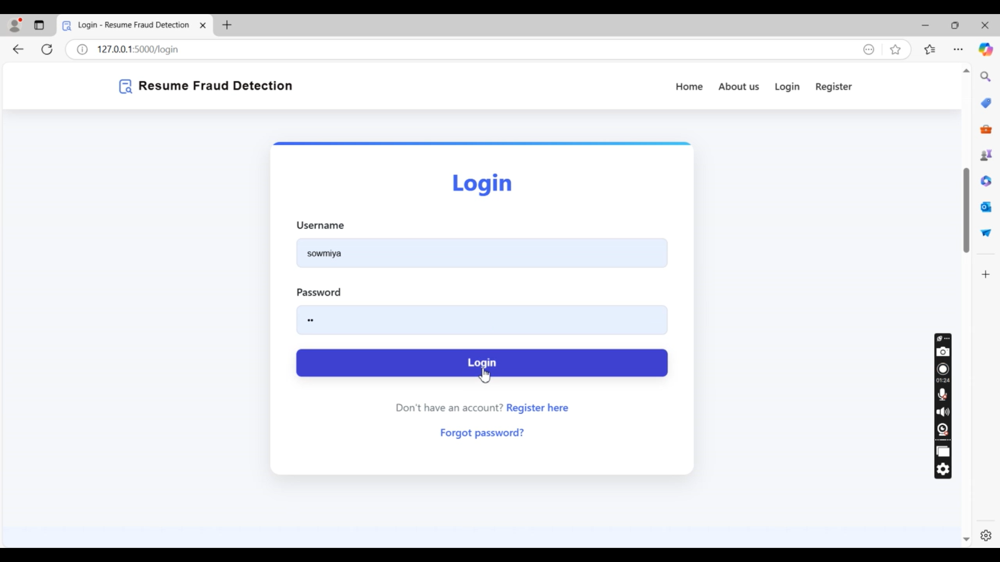 Login - Resume Fraud Detection
127.0.0.1:5000/login
Resume Fraud Detection
Home About us Login Register
Login
Username
sowmiya
Password
••
Login
01:24
Don't have an account? Register here
Forgot password?